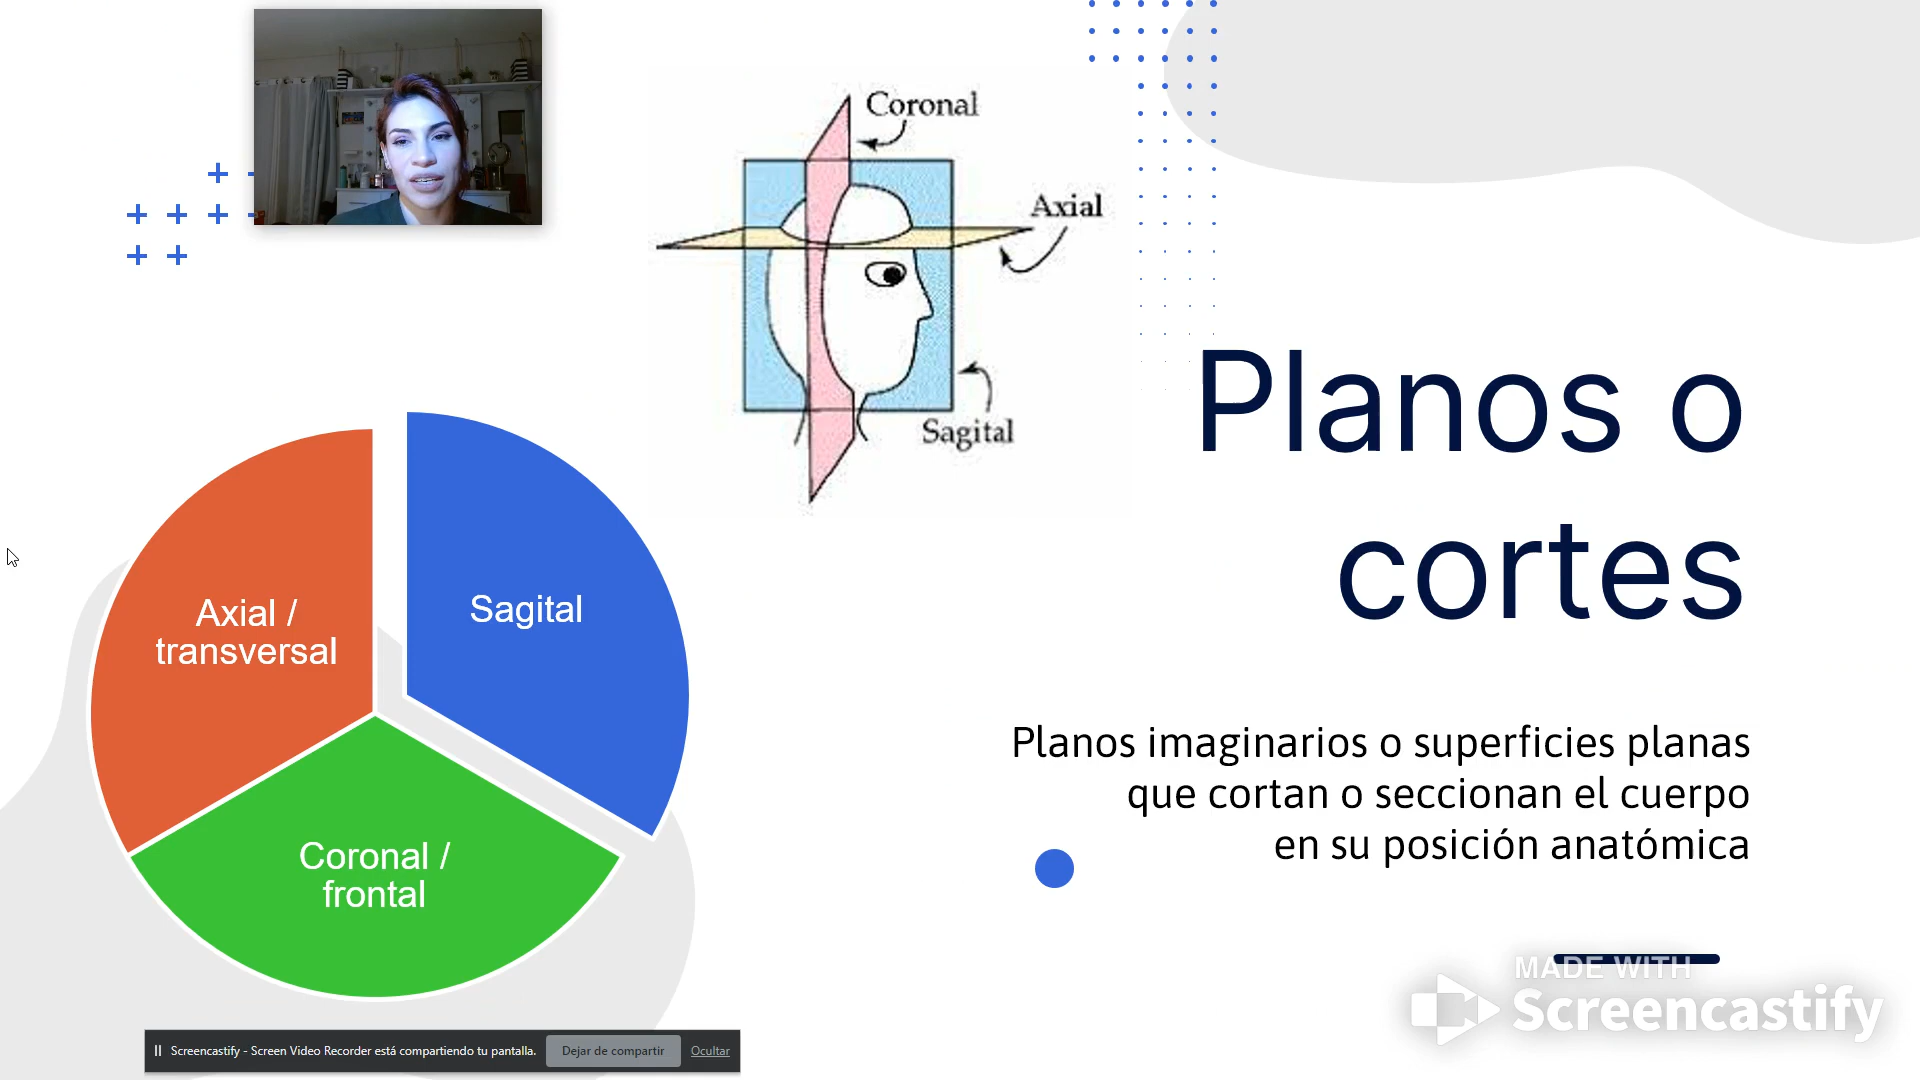 Coronal
Axial
Sagital
Planos o
cortes
Axial /
transversal
Sagital
Coronal /
frontal
Planos imaginarios o superficies planas
que cortan o seccionan el cuerpo
en su posición anatómica
MADE WITH
Screencastify
Screencastify - Screen Video Recorder está compartiendo tu pantalla.
Dejar de compartir
Ocultar